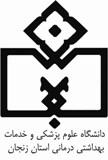 دانشگاه علوم پزشکی و خدمات
بهداشتی درمانی استان زنجان